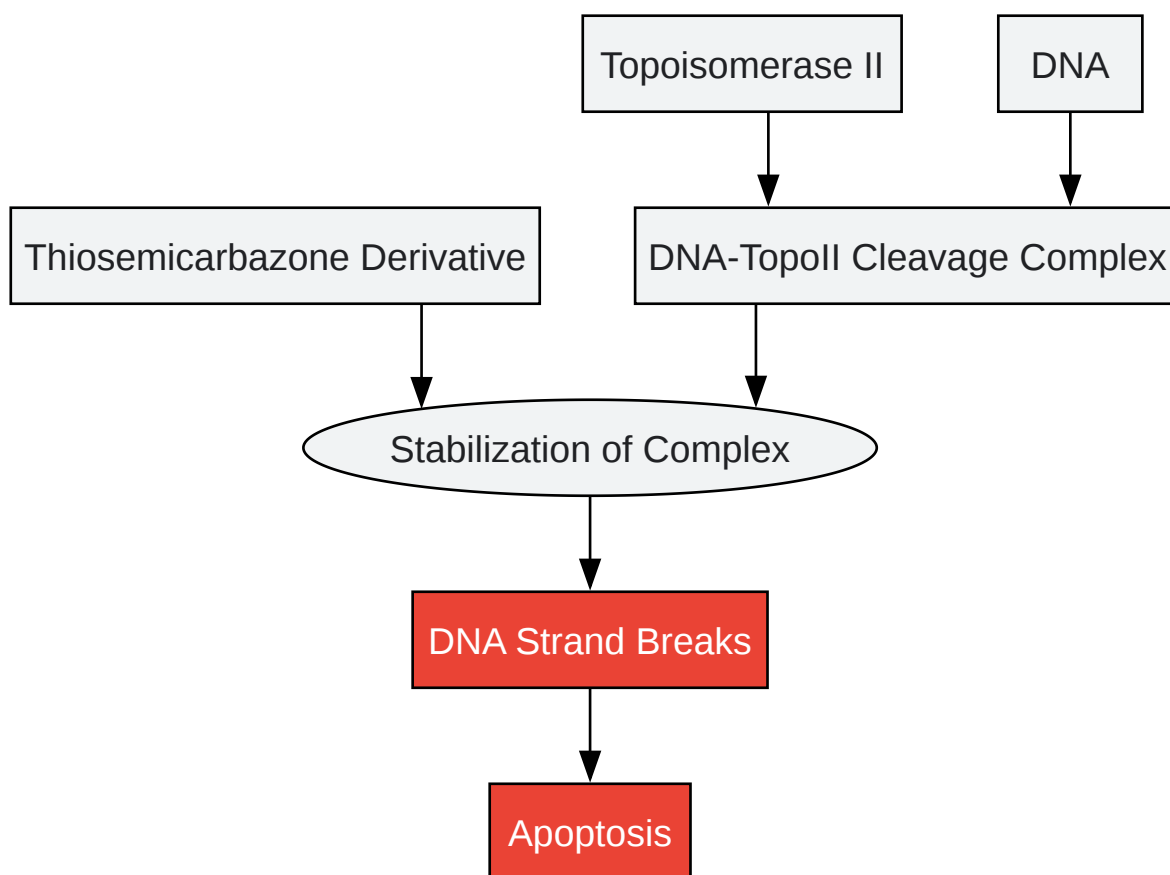 Topoisomerase II
DNA
Thiosemicarbazone Derivative
DNA-TopoII Cleavage Complex
Stabilization of Complex
DNA Strand Breaks
Apoptosis